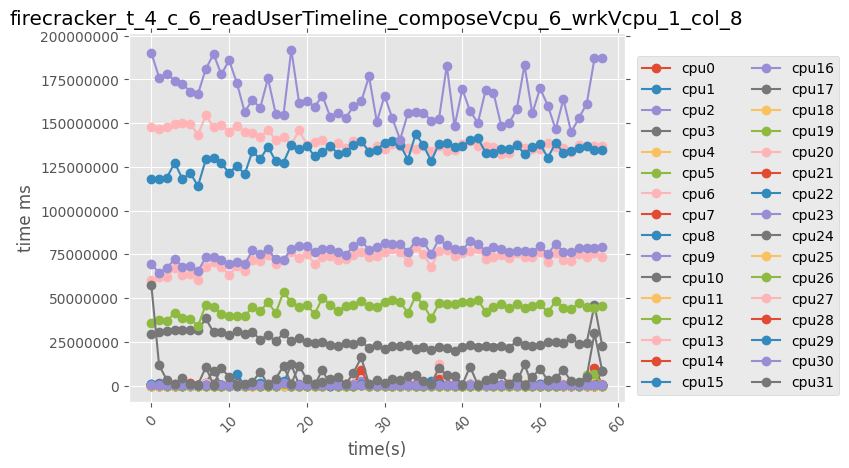 firecracker_t_4_c_6_readUserTimeline_composeVcpu_6_wrkVcpu_1_col_8
200000000
175000000
150000000
125000000
100000000
75000000
50000000
25000000
0
time ms
0
10
20
30
40
50
60
time(s)
cpu0
cpu1
cpu2
cpu3
cpu4
cpu5
cpu6
cpu7
cpu8
cpu9
cpu10
cpu11
cpu12
cpu13
cpu14
cpu15
cpu16
cpu17
cpu18
cpu19
cpu20
cpu21
cpu22
cpu23
cpu24
cpu25
cpu26
cpu27
cpu28
cpu29
cpu30
cpu31